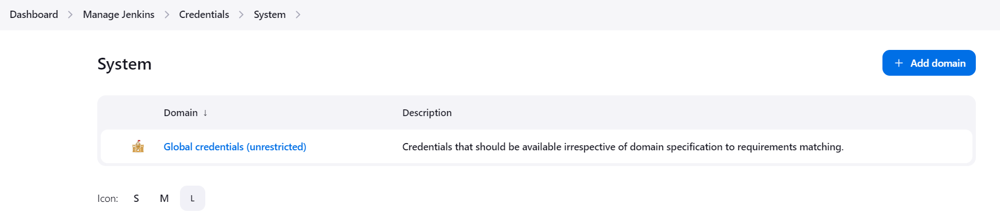 Dashboard > Manage Jenkins > Credentials > System >
System
+ Add domain
Domain ↓ Description
Global credentials (unrestricted) Credentials that should be available irrespective of domain specification to requirements matching.
Icon: S M L